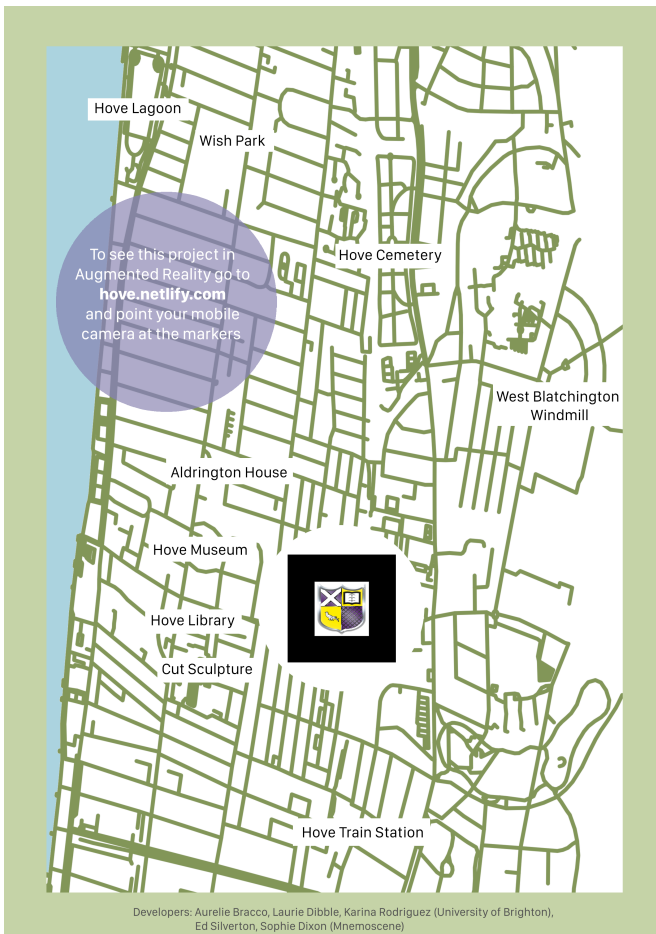 Hove Lagoon
Wish Park
To see this project in
Augmented Reality go to
hove.netlify.com
and point your mobile
camera at the markers
Hove Cemetery
West Blatchington
Windmill
Aldrington House
Hove Museum
Hove Library
Cut Sculpture
Hove Train Station
Developers: Aurelie Bracco, Laurie Dibble, Karina Rodriguez (University of Brighton),
Ed Silverton, Sophie Dixon (Mnemoscene)